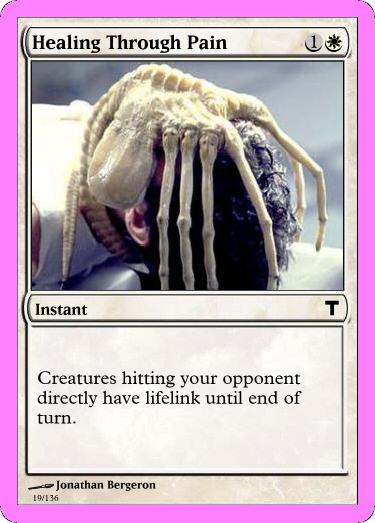 Healing Through Pain 1
Instant T
Creatures hitting your opponent
directly have lifelink until end of
turn.
Jonathan Bergeron
19/136